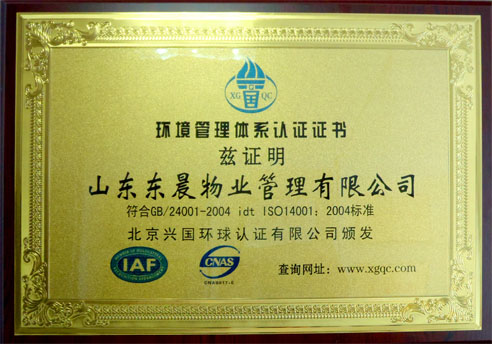 XG QC
环境管理体系认证证书
兹证明
山东东晨物业管理有限公司
符合GB/24001-2004 idt ISO14001：2004标准
北京兴国环球认证有限公司颁发
IAF
CNAS
查询网址：www.xgqc.com